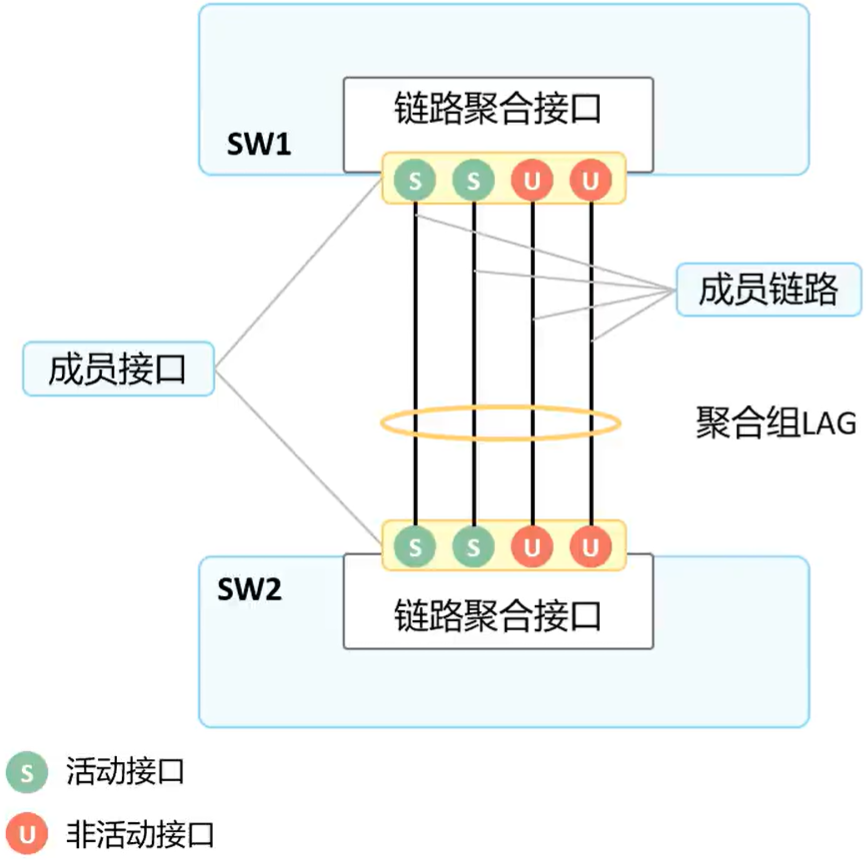 链路聚合接口
SW1
S S U U
成员链路
成员接口
聚合组LAG
S S U U
SW2
链路聚合接口
S 活动接口
U 非活动接口